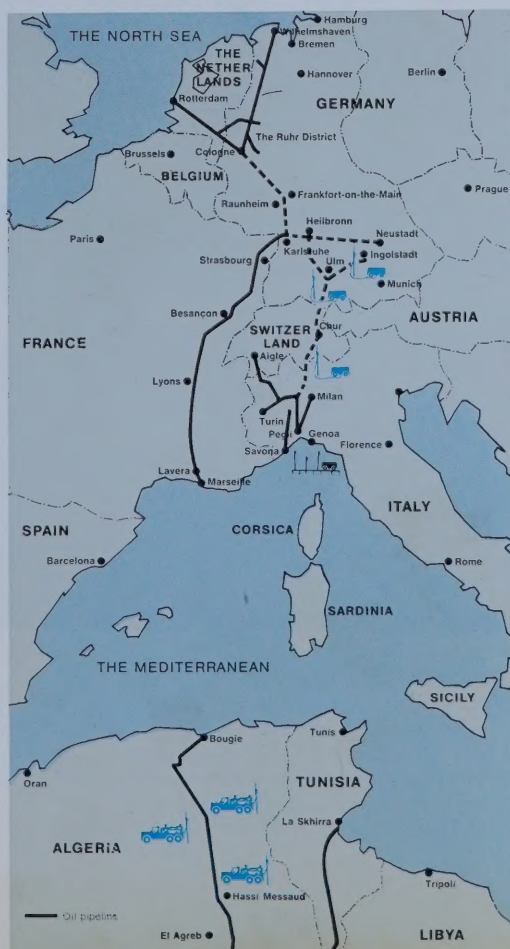 THE NORTH SEA
Hamburg
Wilhelmshaven
Bremen
THE
NETHER
LANDS
Hannover
Berlin
Rotterdam
GERMANY
The Ruhr District
Brussels
Cologne
BELGIUM
Prague
Frankfort-on-the-Main
Raunheim
Heilbronn
Neustadt
Paris
Karlsruhe
Ingolstadt
Strasbourg
Ulm
Munich
Besançon
AUSTRIA
SWITZER
LAND
Chur
FRANCE
Aigle
Lyons
Milan
Turin
Pegli
Genoa
Savona
Florence
Lavera
Marseille
ITALY
SPAIN
CORSICA
Barcelona
Rome
SARDINIA
THE MEDITERRANEAN
SICILY
Bougie
Tunis
Oran
TUNISIA
La Skhirra
ALGERIA
Tripoli
Hassi Messaud
Oil pipeline
El Agreb
LIBYA